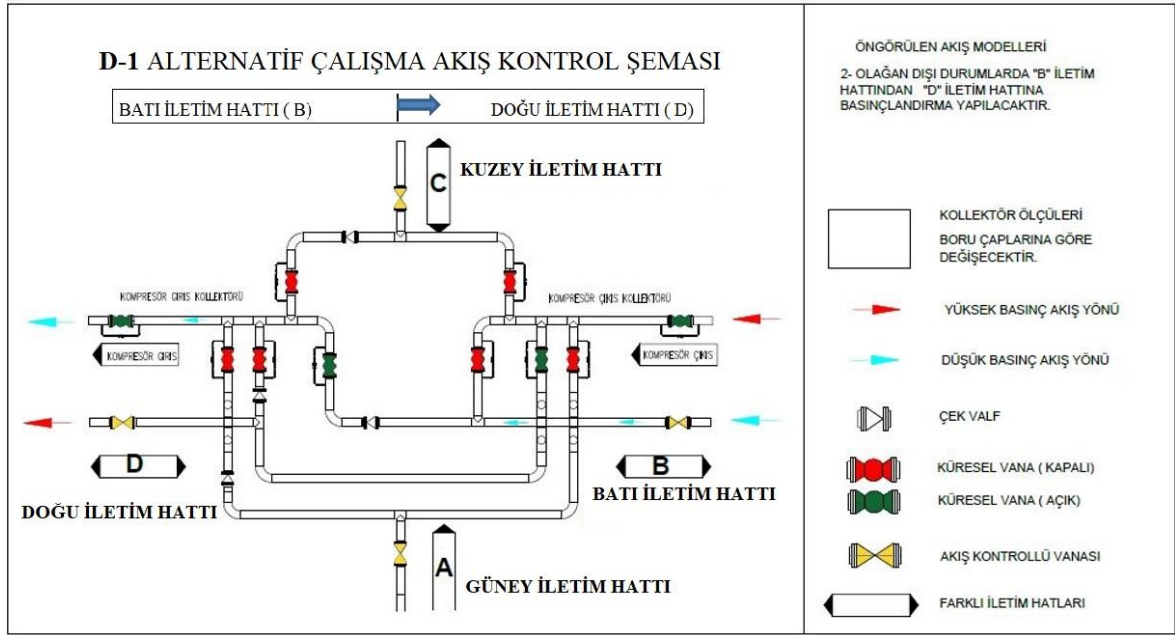 D-1 ALTERNATİF ÇALIŞMA AKIŞ KONTROL ŞEMASI
BATI İLETİM HATTI ( B )
DOĞU İLETİM HATTI ( D )
C
KUZEY İLETİM HATTI
KOMPRESÖR GIRIS KOLLEKTÖRÜ
KOMPRESÖR ÇIKIS KOLLEKTÖRÜ
KOMPRESÖR GIRIS
KOMPRESÖR ÇIKIS
D
B
DOĞU İLETİM HATTI
BATI İLETİM HATTI
A
GÜNEY İLETİM HATTI
ÖNGÖRÜLEN AKIŞ MODELLERİ
2- OLAĞAN DIŞI DURUMLARDA "B" İLETİM
HATTINDAN "D" İLETİM HATTINA
BASINÇLANDIRMA YAPILACAKTIR.
KOLLEKTÖR ÖLÇÜLERİ
BORU ÇAPLARINA GÖRE
DEĞİŞECEKTİR.
YÜKSEK BASINÇ AKIŞ YÖNÜ
DÜŞÜK BASINÇ AKIŞ YÖNÜ
ÇEK VALF
KÜRESEL VANA ( KAPALI )
KÜRESEL VANA ( AÇIK )
AKIŞ KONTROLLÜ VANASI
FARKLI İLETİM HATLARI